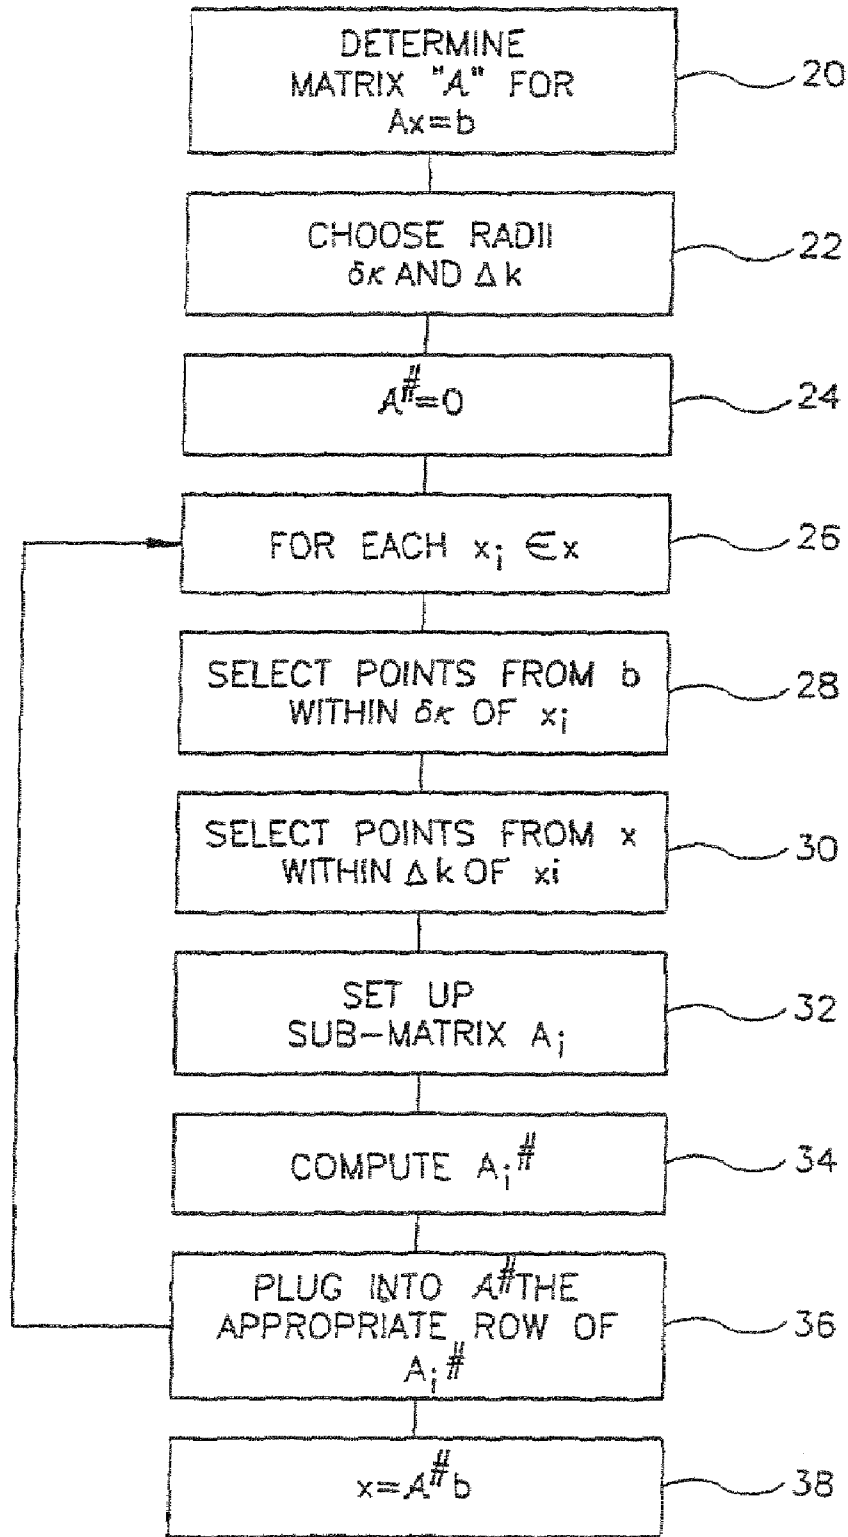 DETERMINE
MATRIX "A" FOR
Ax=b
20
CHOOSE RADII
δκ AND Δk
22
A#=0
24
FOR EACH xi ∈x
26
SELECT POINTS FROM b
WITHIN δκ OF xi
28
SELECT POINTS FROM x
WITHIN Δk OF xi
30
SET UP
SUB-MATRIX Ai
32
COMPUTE Ai#
34
PLUG INTO A# THE
APPROPRIATE ROW OF
Ai#
36
x=A#b
38